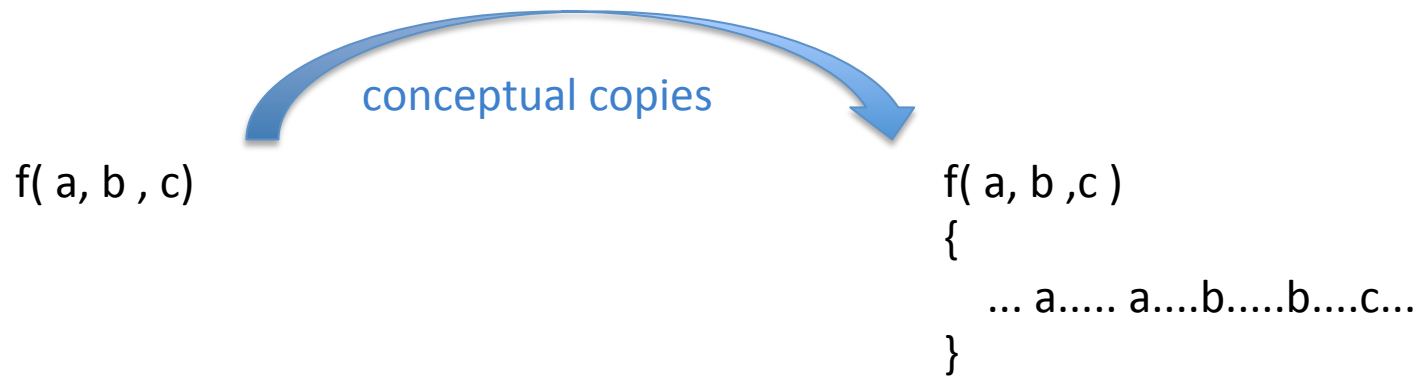 conceptual copies
f( a, b , c)
f( a, b ,c )
{
... a..... a....b.....b....c...
}